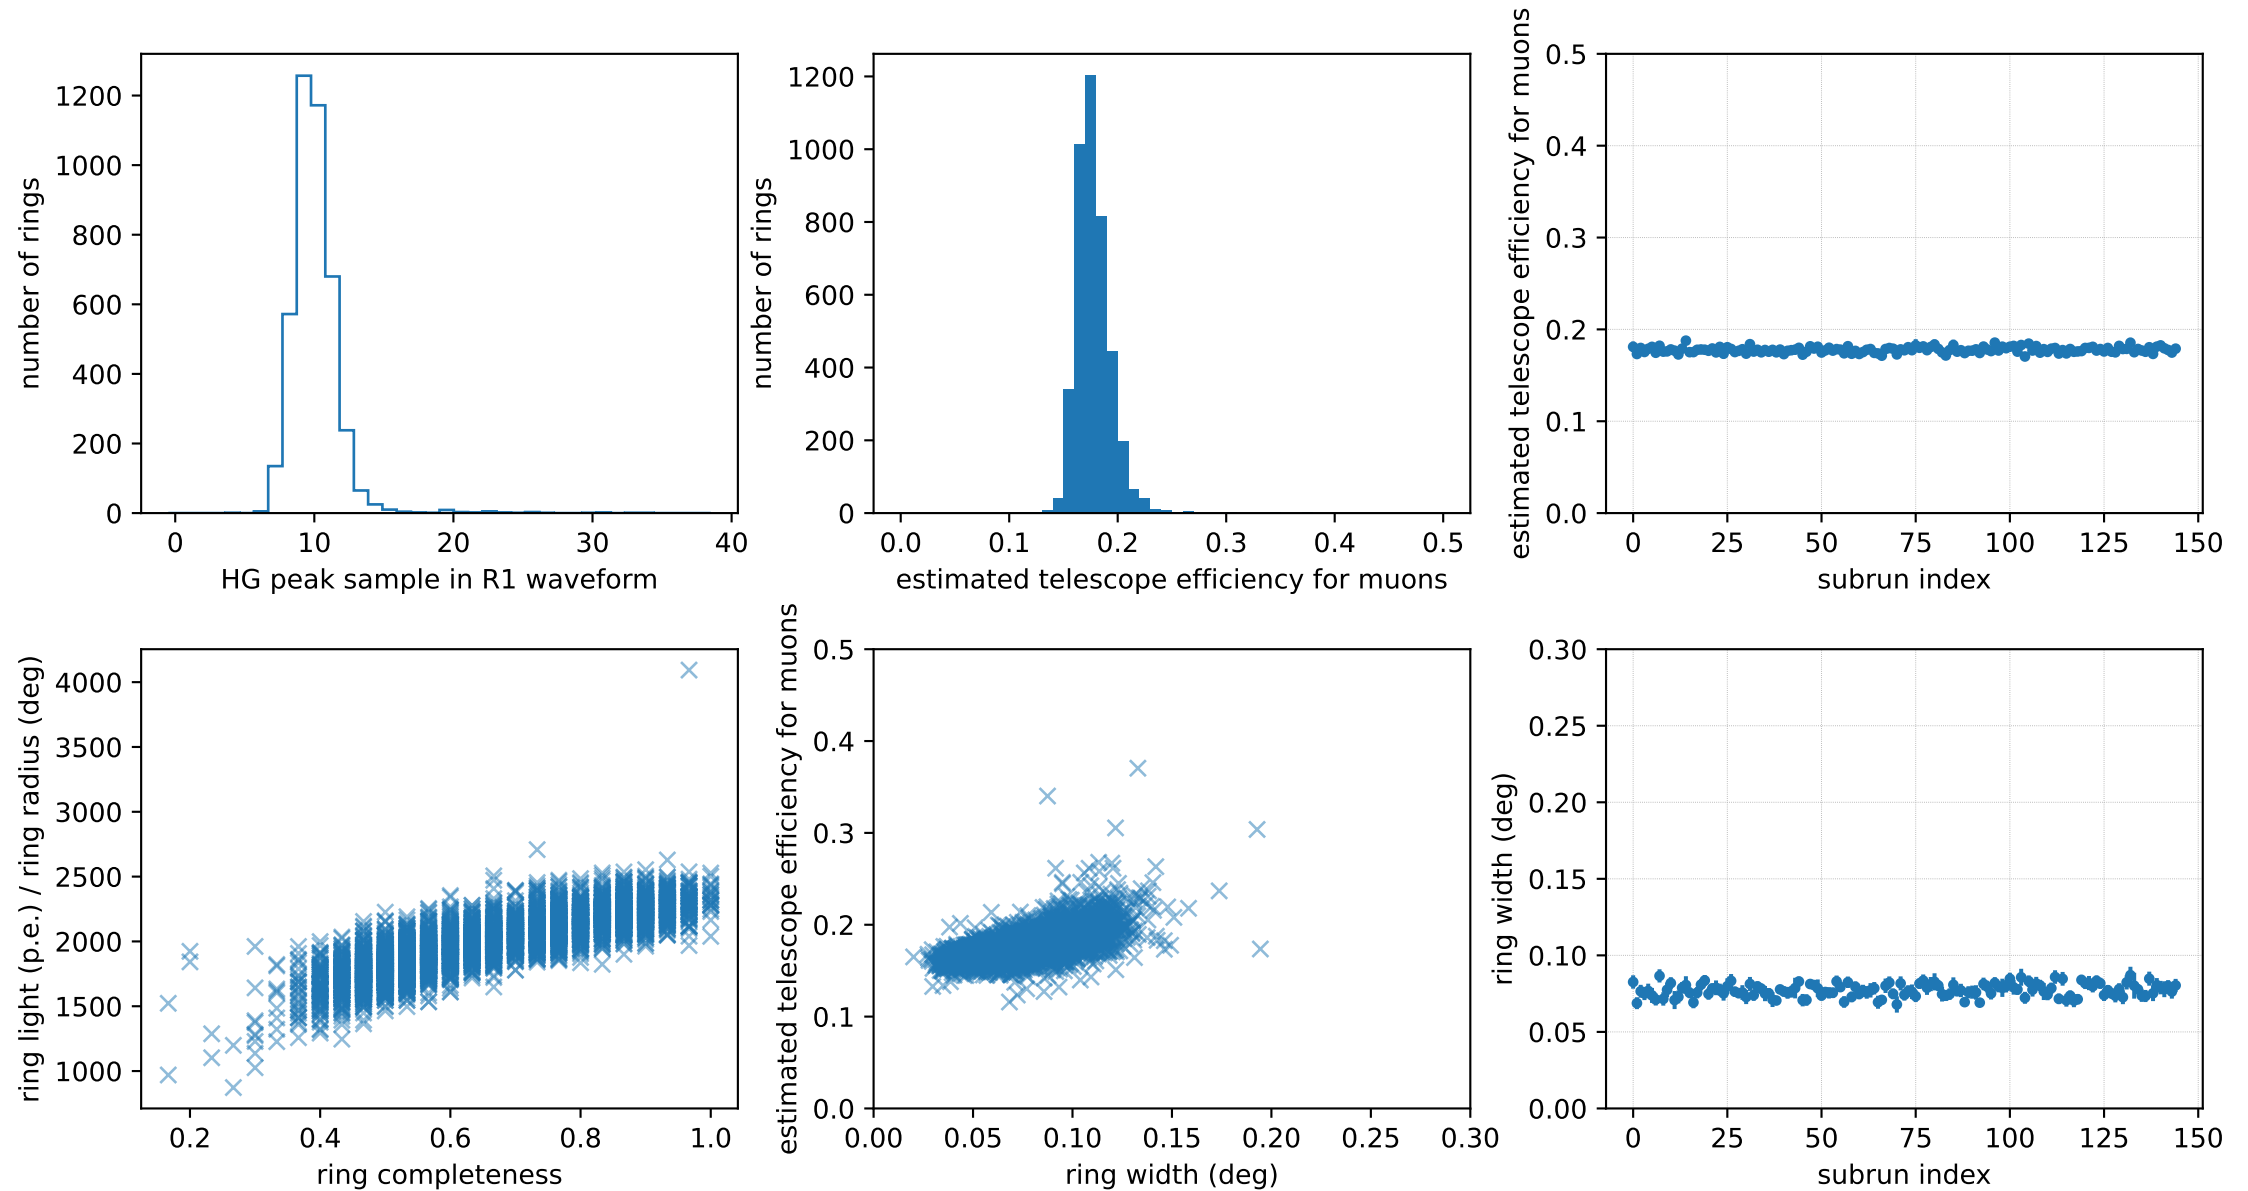 number of rings
1200
1000
800
600
400
200
0
0 10 20 30 40
HG peak sample in R1 waveform
number of rings
1200
1000
800
600
400
200
0
0.0 0.1 0.2 0.3 0.4 0.5
estimated telescope efficiency for muons
estimated telescope efficiency for muons
0.5
0.4
0.3
0.2
0.1
0.0
0 25 50 75 100 125 150
subrun index
ring light (p.e.) / ring radius (deg)
4000
3500
3000
2500
2000
1500
1000
0.2 0.4 0.6 0.8 1.0
ring completeness
estimated telescope efficiency for muons
0.5
0.4
0.3
0.2
0.1
0.0
0.00 0.05 0.10 0.15 0.20 0.25 0.30
ring width (deg)
ring width (deg)
0.30
0.25
0.20
0.15
0.10
0.05
0.00
0 25 50 75 100 125 150
subrun index